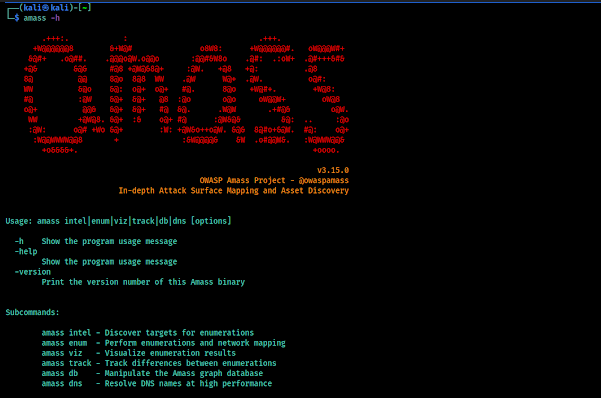 (kali㉿kali)-[~]
$ amass -h
v3.15.0
OWASP Amass Project - @owaspamass
In-depth Attack Surface Mapping and Asset Discovery
Usage: amass intel|enum|viz|track|db|dns [options]
-h Show the program usage message
-help
Show the program usage message
-version
Print the version number of this Amass binary
Subcommands:
amass intel - Discover targets for enumerations
amass enum - Perform enumerations and network mapping
amass viz - Visualize enumeration results
amass track - Track differences between enumerations
amass db - Manipulate the Amass graph database
amass dns - Resolve DNS names at high performance